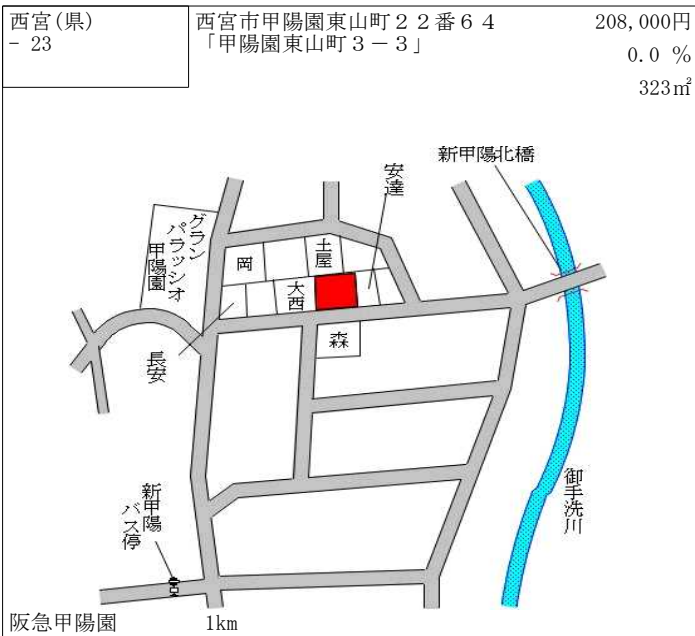 西宮(県)
- 23
西宮市甲陽園東山町２２番６４
「甲陽園東山町３－３」
208,000円
0.0 %
323㎡
新甲陽北橋
安達
グラン
パラッシオ
甲陽園
土屋
岡
大西
森
長安
新甲陽
バス停
御手洗川
阪急甲陽園
1km